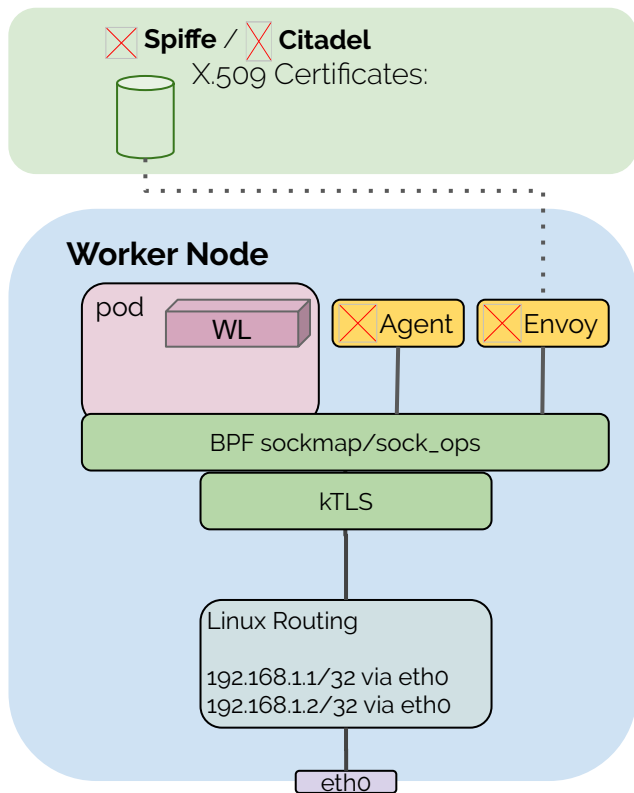 Spiffe / Citadel
X.509 Certificates:
Worker Node
pod
WL
Agent
Envoy
BPF sockmap/sock_ops
kTLS
Linux Routing
192.168.1.1/32 via eth0
192.168.1.2/32 via eth0
eth0